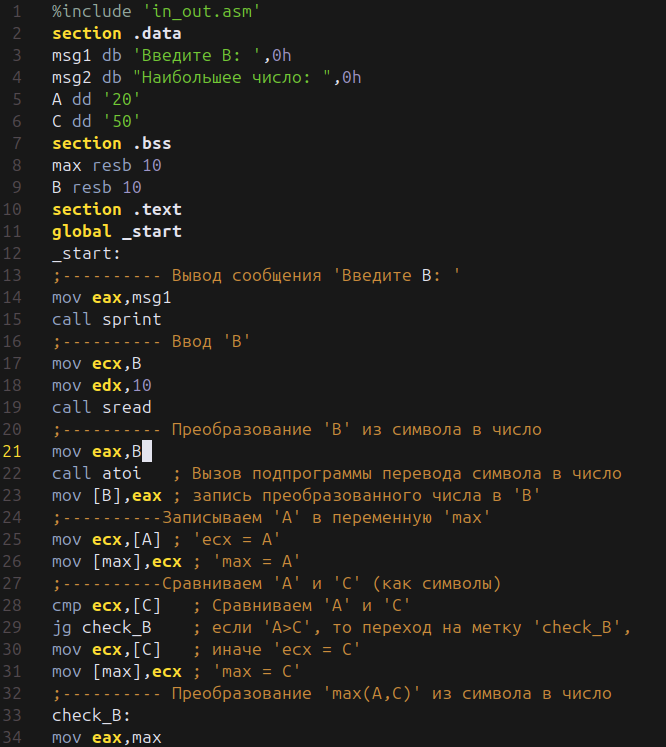 1 %include 'in_out.asm'
2 section .data
3 msg1 db 'Введите B: ',0h
4 msg2 db "Наибольшее число: ",0h
5 A dd '20'
6 C dd '50'
7 section .bss
8 max resb 10
9 B resb 10
10 section .text
11 global _start
12 _start:
13 ;---------- Вывод сообщения 'Введите B: '
14 mov eax,msg1
15 call sprint
16 ;---------- Ввод 'B'
17 mov ecx,B
18 mov edx,10
19 call sread
20 ;---------- Преобразование 'B' из символа в число
21 mov eax,B
22 call atoi ; Вызов подпрограммы перевода символа в число
23 mov [B],eax ; запись преобразованного числа в 'B'
24 ;----------Записываем 'A' в переменную 'max'
25 mov ecx,[A] ; 'ecx = A'
26 mov [max],ecx ; 'max = A'
27 ;----------Сравниваем 'A' и 'С' (как символы)
28 cmp ecx,[C] ; Сравниваем 'A' и 'С'
29 jg check_B ; если 'A>C', то переход на метку 'check_B',
30 mov ecx,[C] ; иначе 'ecx = C'
31 mov [max],ecx ; 'max = C'
32 ;---------- Преобразование 'max(A,C)' из символа в число
33 check_B:
34 mov eax,max